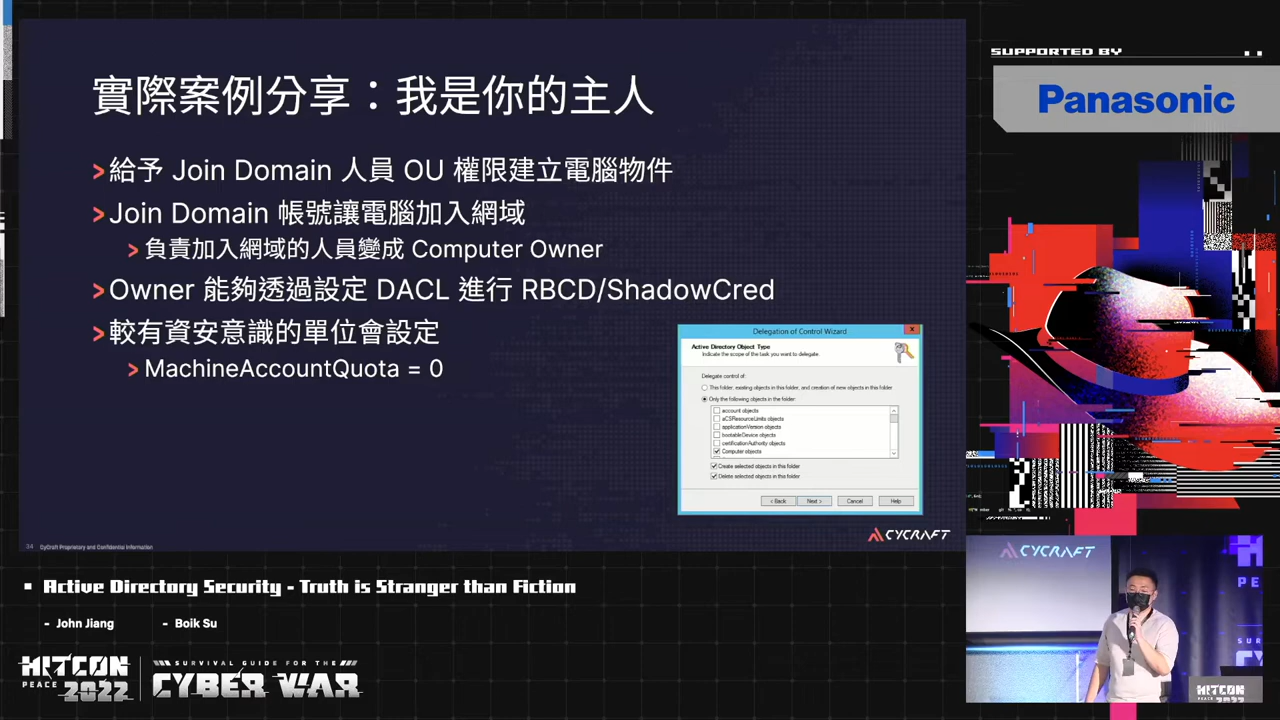 實際案例分享：我是你的主人
>給予 Join Domain 人員 OU 權限建立電腦物件
>Join Domain 帳號讓電腦加入網域
>負責加入網域的人員變成 Computer Owner
>Owner 能夠透過設定 DACL 進行 RBCD/ShadowCred
>較有資安意識的單位會設定
>MachineAccountQuota = 0
Delegation of Control Wizard
Active Directory Object Type
Indicate the scope of the task you want to delegate.
Delegate control of:
This folder, existing objects in this folder, and creation of new objects in this folder
Only the following objects in the folder:
account objects
aCSResourceLimits objects
applicationVersion objects
bootableDevice objects
certificationAuthority objects
Computer objects
Create selected objects in this folder
Delete selected objects in this folder
< Back Next > Cancel Help
CYCRAFT
34 CyCraft Proprietary and Confidential Information
SUPPORTED BY
Panasonic
CYCRAFT
Active Directory Security - Truth is Stranger than Fiction
- John Jiang - Boik Su
HITCON
PEACE 2022
SURVIVAL GUIDE FOR THE
CYBER WAR
HITCON
2022